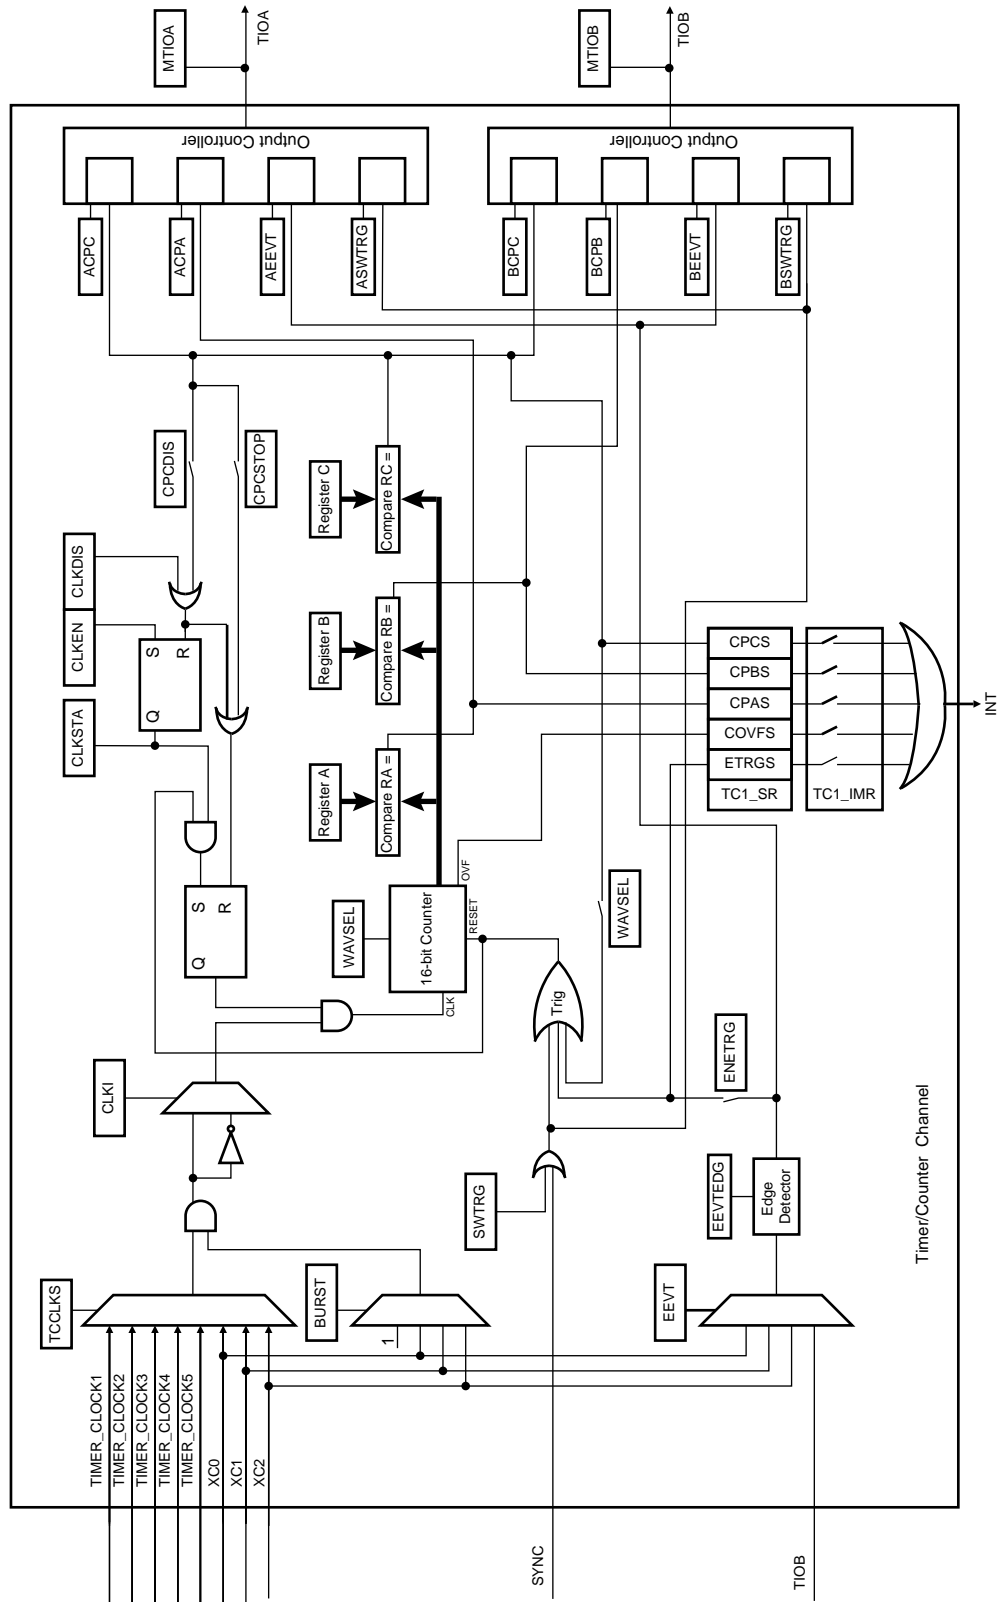 MTIOA
TIOA
MTIOB
TIOB
Output Controller
Output Controller
ACPC
ACPA
AEEVT
ASWTRG
BCPC
BCPB
BEEVT
BSWTRG
CPCDIS
CPCSTOP
Register C
Compare RC =
CLKDIS
CLKEN
CLKSTA
S
R
Q
Register B
Compare RB =
Register A
Compare RA =
CPCS
CPBS
CPAS
COVFS
ETRGS
TC1_SR
TC1_IMR
INT
S
R
Q
WAVSEL
16-bit Counter
OVF
RESET
CLK
WAVSEL
Trig
CLKI
ENETRG
SWTRG
EEVTEDG
Edge
Detector
Timer/Counter Channel
TCCLKS
BURST
1
EEVT
TIMER_CLOCK1
TIMER_CLOCK2
TIMER_CLOCK3
TIMER_CLOCK4
TIMER_CLOCK5
XC0
XC1
XC2
SYNC
TIOB